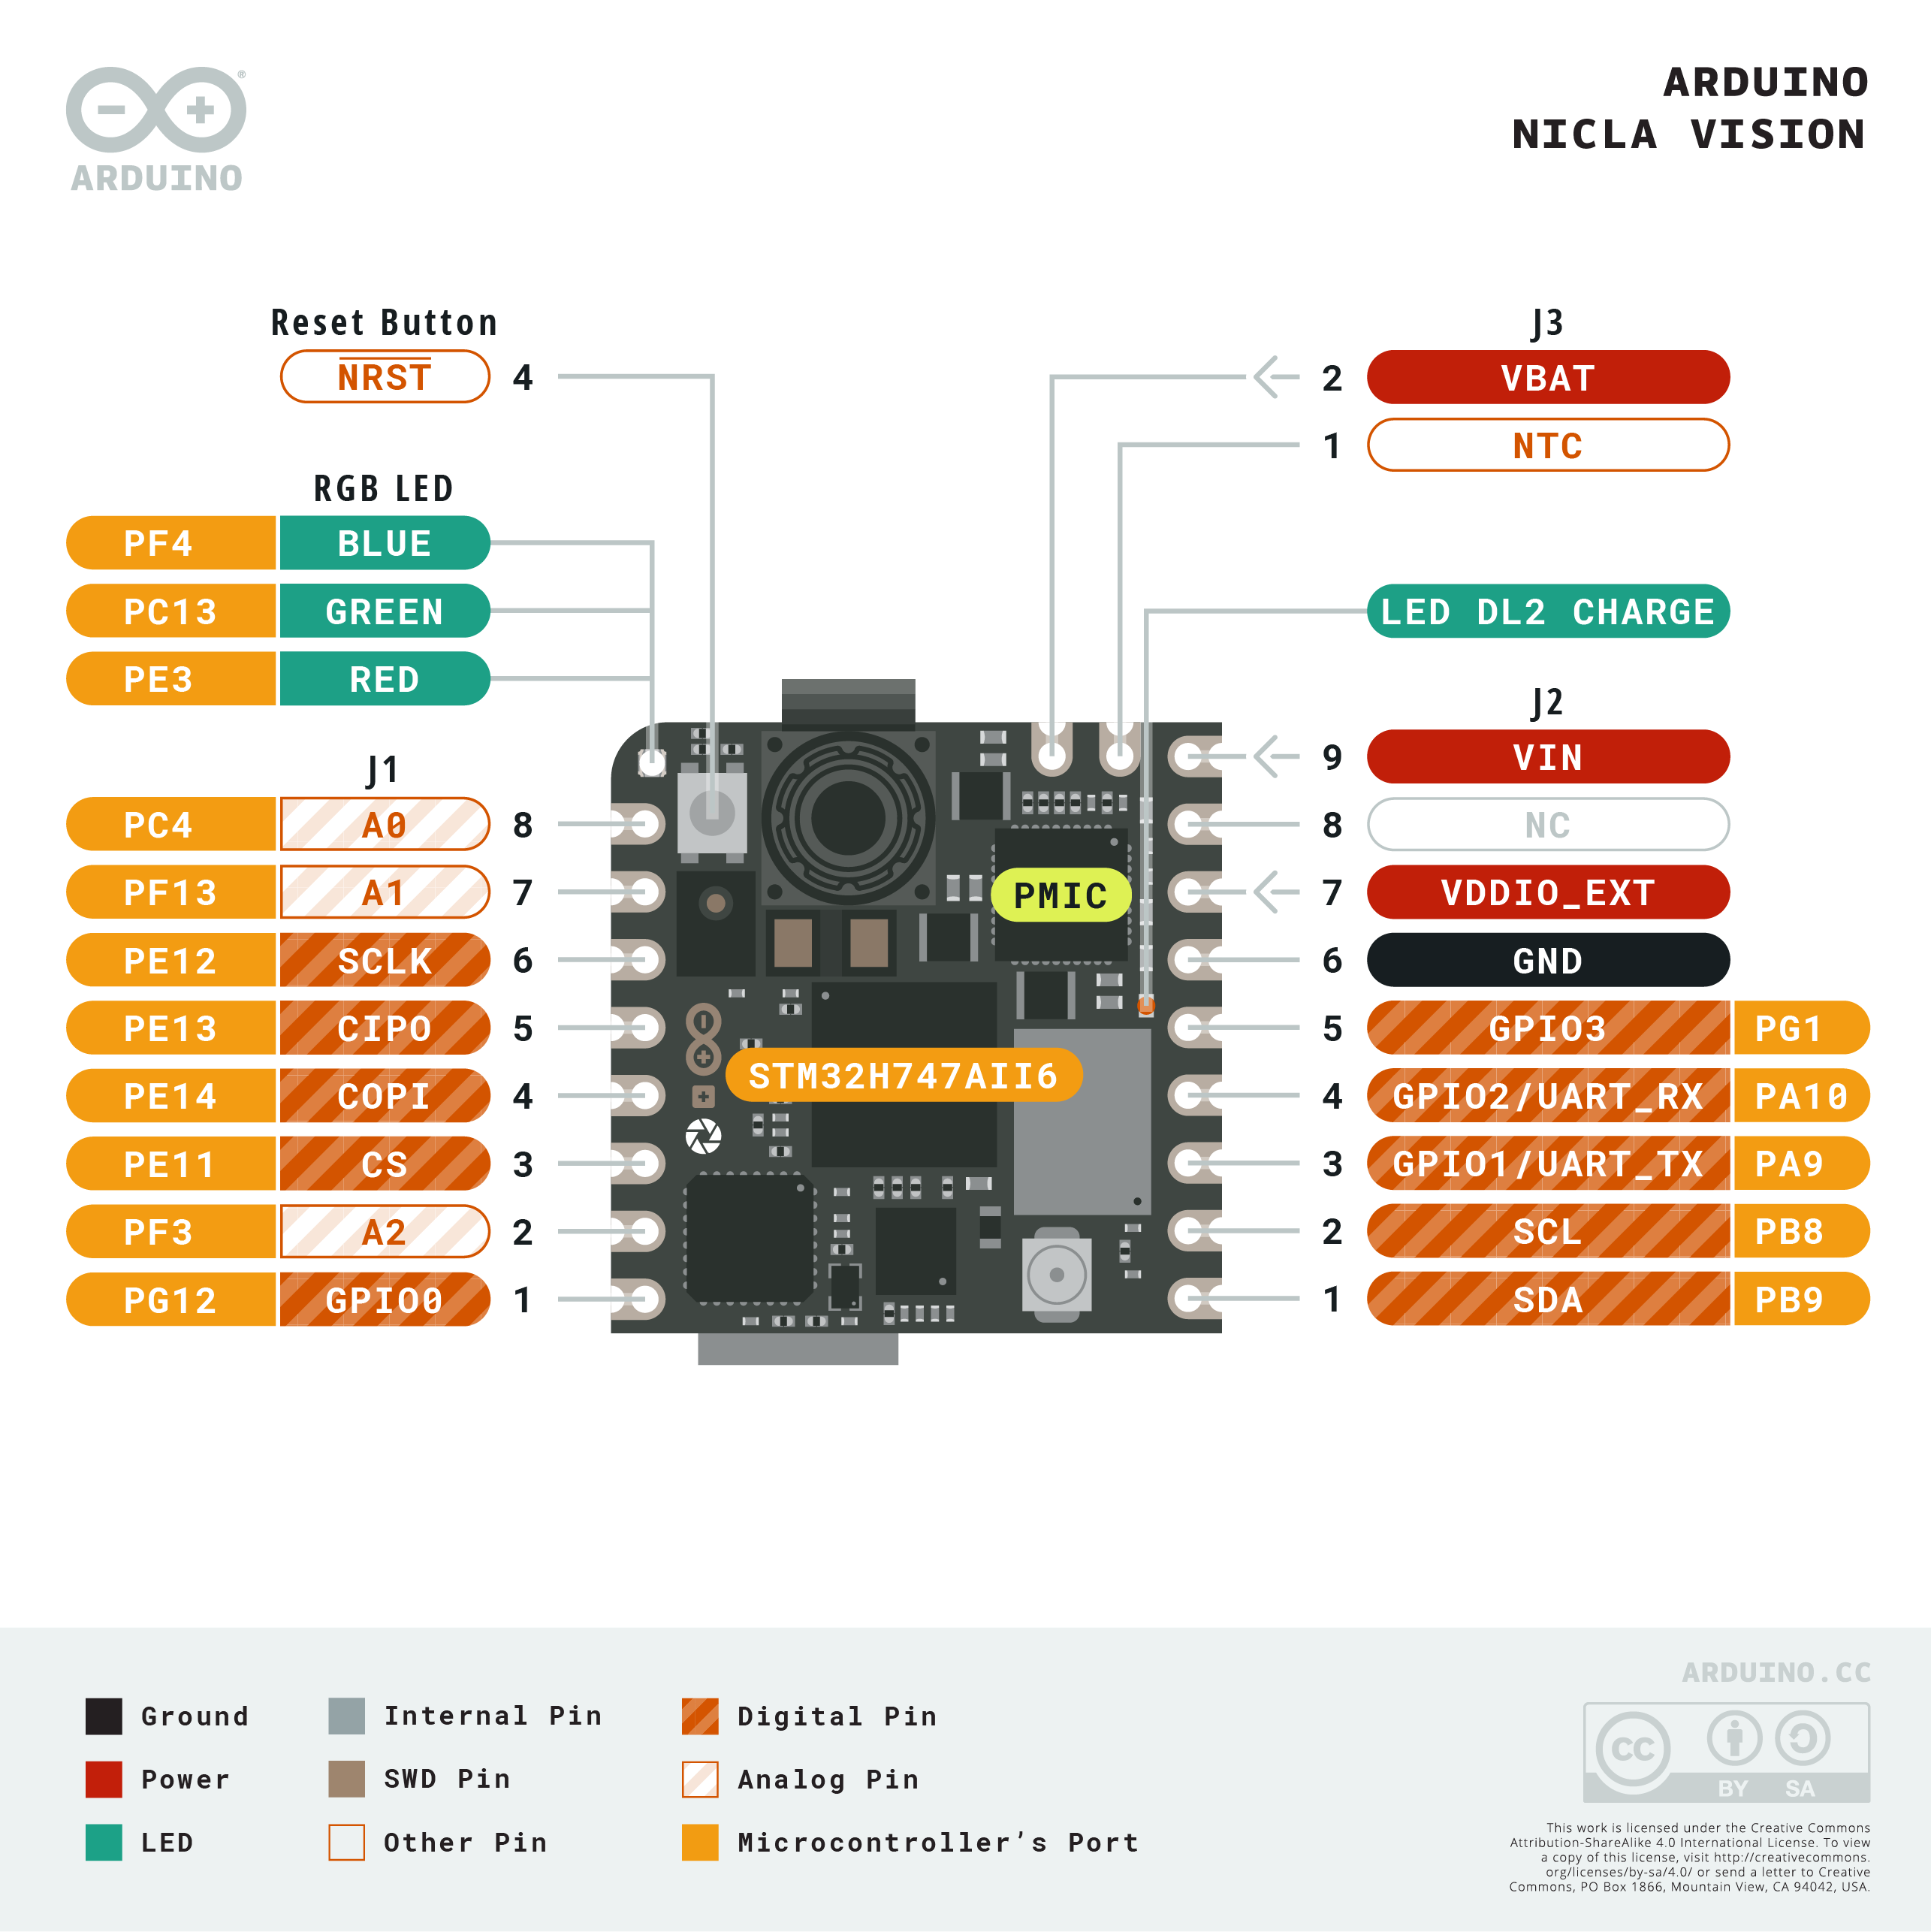 ARDUINO
®
ARDUINO
NICLA VISION
Reset Button
NRST 4
RGB LED
PF4 BLUE
PC13 GREEN
PE3 RED
J1
PC4 A0 8
PF13 A1 7
PE12 SCLK 6
PE13 CIPO 5
PE14 COPI 4
PE11 CS 3
PF3 A2 2
PG12 GPIO0 1
PMIC
STM32H747AII6
J3
2 VBAT
1 NTC
LED DL2 CHARGE
J2
9 VIN
8 NC
7 VDDIO_EXT
6 GND
5 GPIO3 PG1
4 GPIO2/UART_RX PA10
3 GPIO1/UART_TX PA9
2 SCL PB8
1 SDA PB9
Ground
Power
LED
Internal Pin
SWD Pin
Other Pin
Digital Pin
Analog Pin
Microcontroller’s Port
ARDUINO.CC
CC
BY SA
This work is licensed under the Creative Commons
Attribution-ShareAlike 4.0 International License. To view
a copy of this license, visit http://creativecommons.
org/licenses/by-sa/4.0/ or send a letter to Creative
Commons, PO Box 1866, Mountain View, CA 94042, USA.